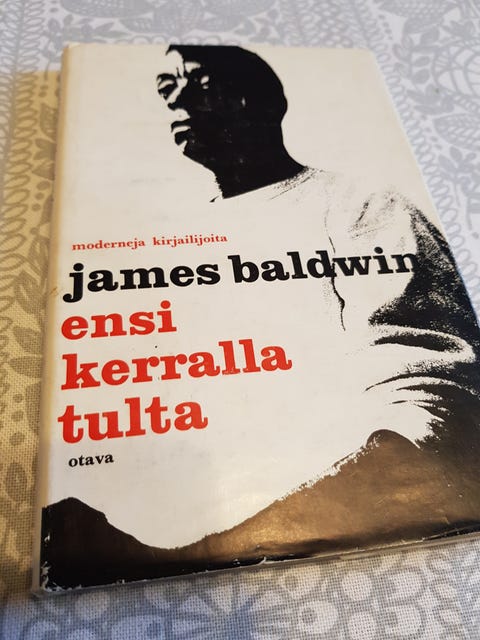 moderneja kirjailijoita
james baldwin
ensi
kerralla
tulta
otava